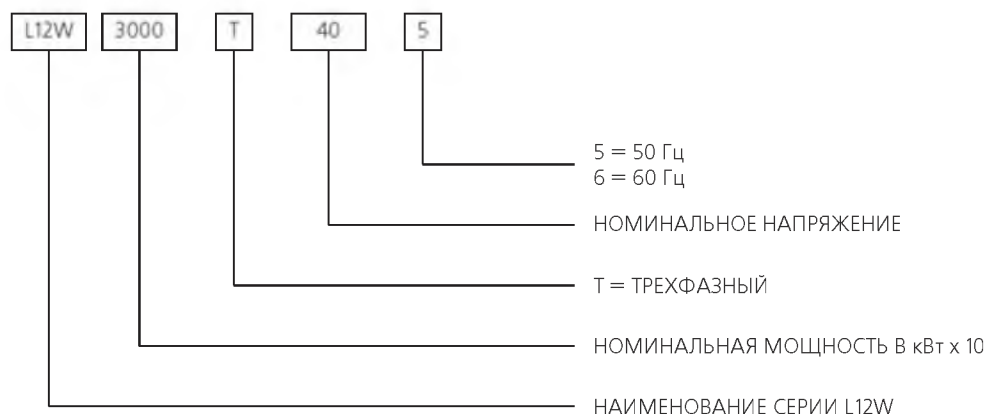 L12W 3000 T 40 5
5 = 50 Гц
6 = 60 Гц
НОМИНАЛЬНОЕ НАПРЯЖЕНИЕ
T = ТРЕХФАЗНЫЙ
НОМИНАЛЬНАЯ МОЩНОСТЬ В кВт x 10
НАИМЕНОВАНИЕ СЕРИИ L12W